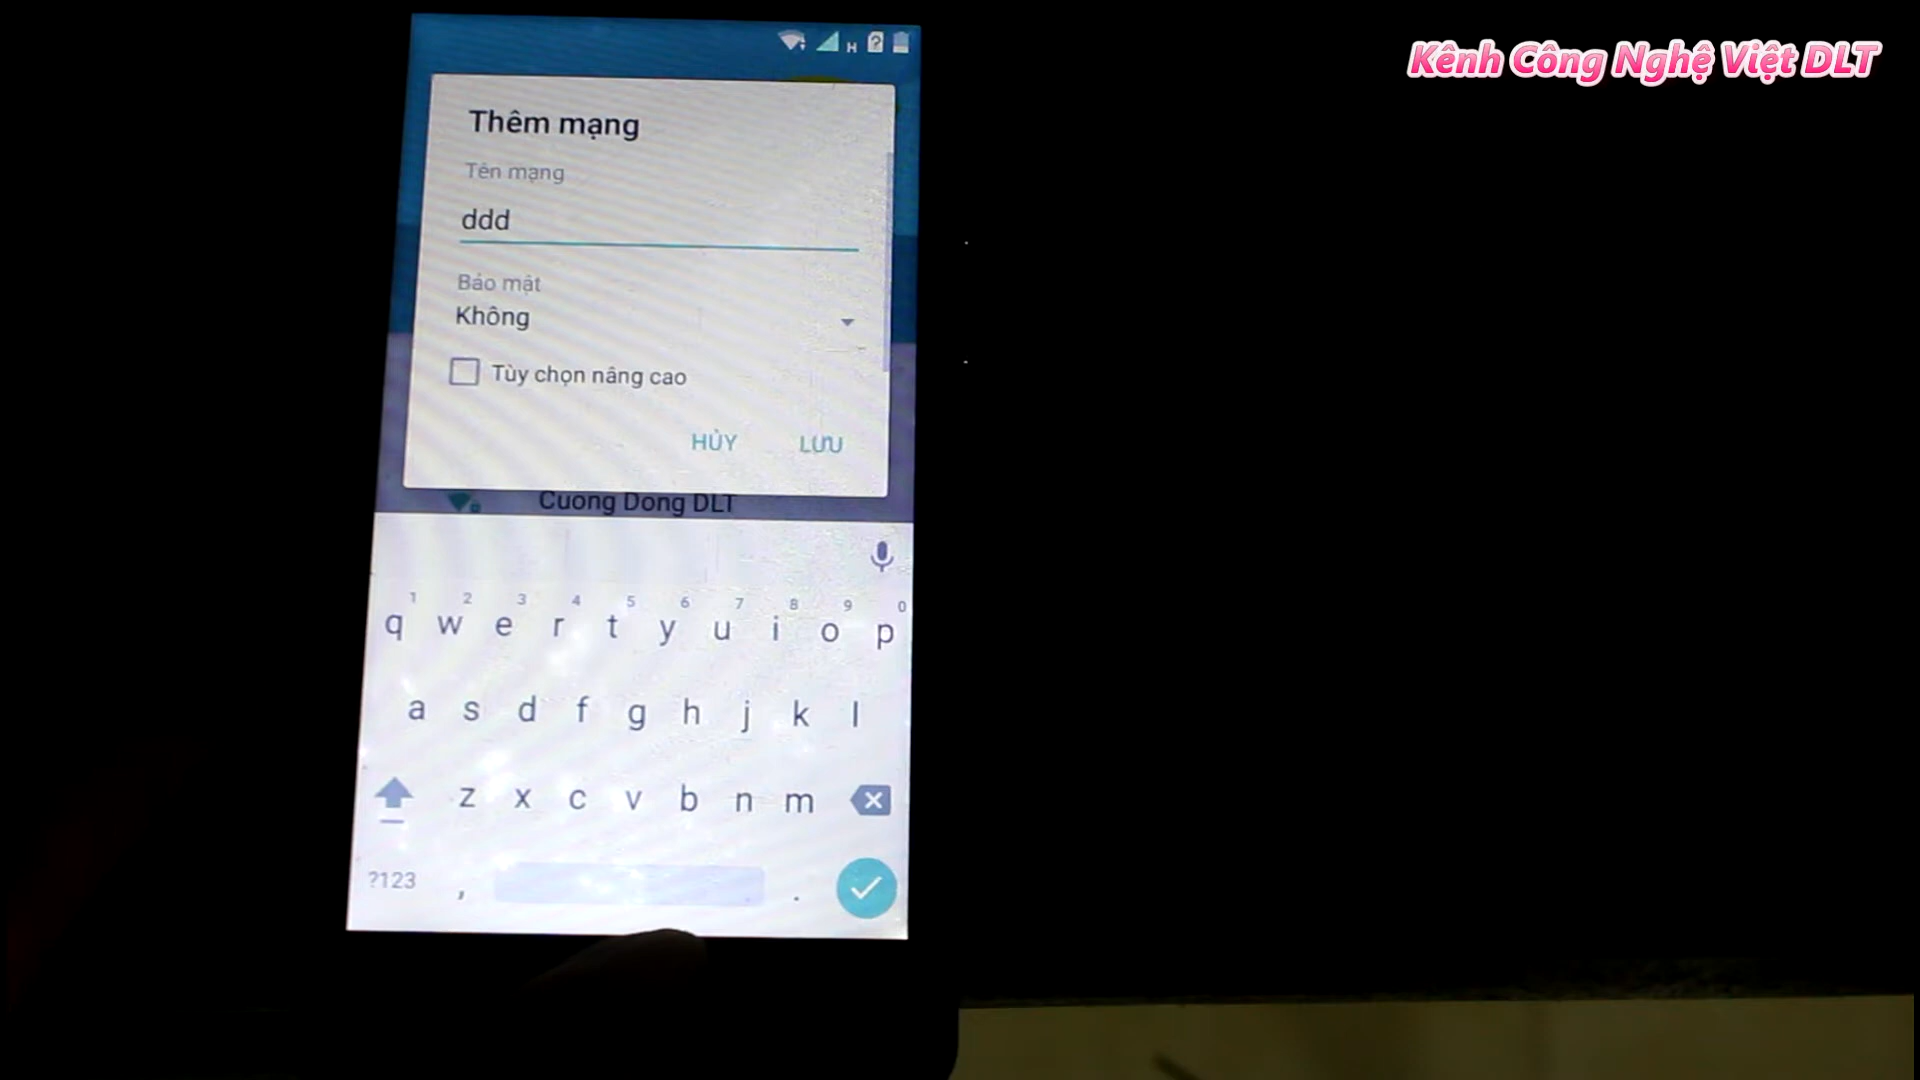 Kênh Công Nghệ Việt DLT
H
Thêm mạng
Tên mạng
ddd
Bảo mật
Không
Tùy chọn nâng cao
HỦY LƯU
Cuong Dong DLT
1 2 3 4 5 6 7 8 9 0
q w e r t y u i o p
a s d f g h j k l
z x c v b n m
?123 , .